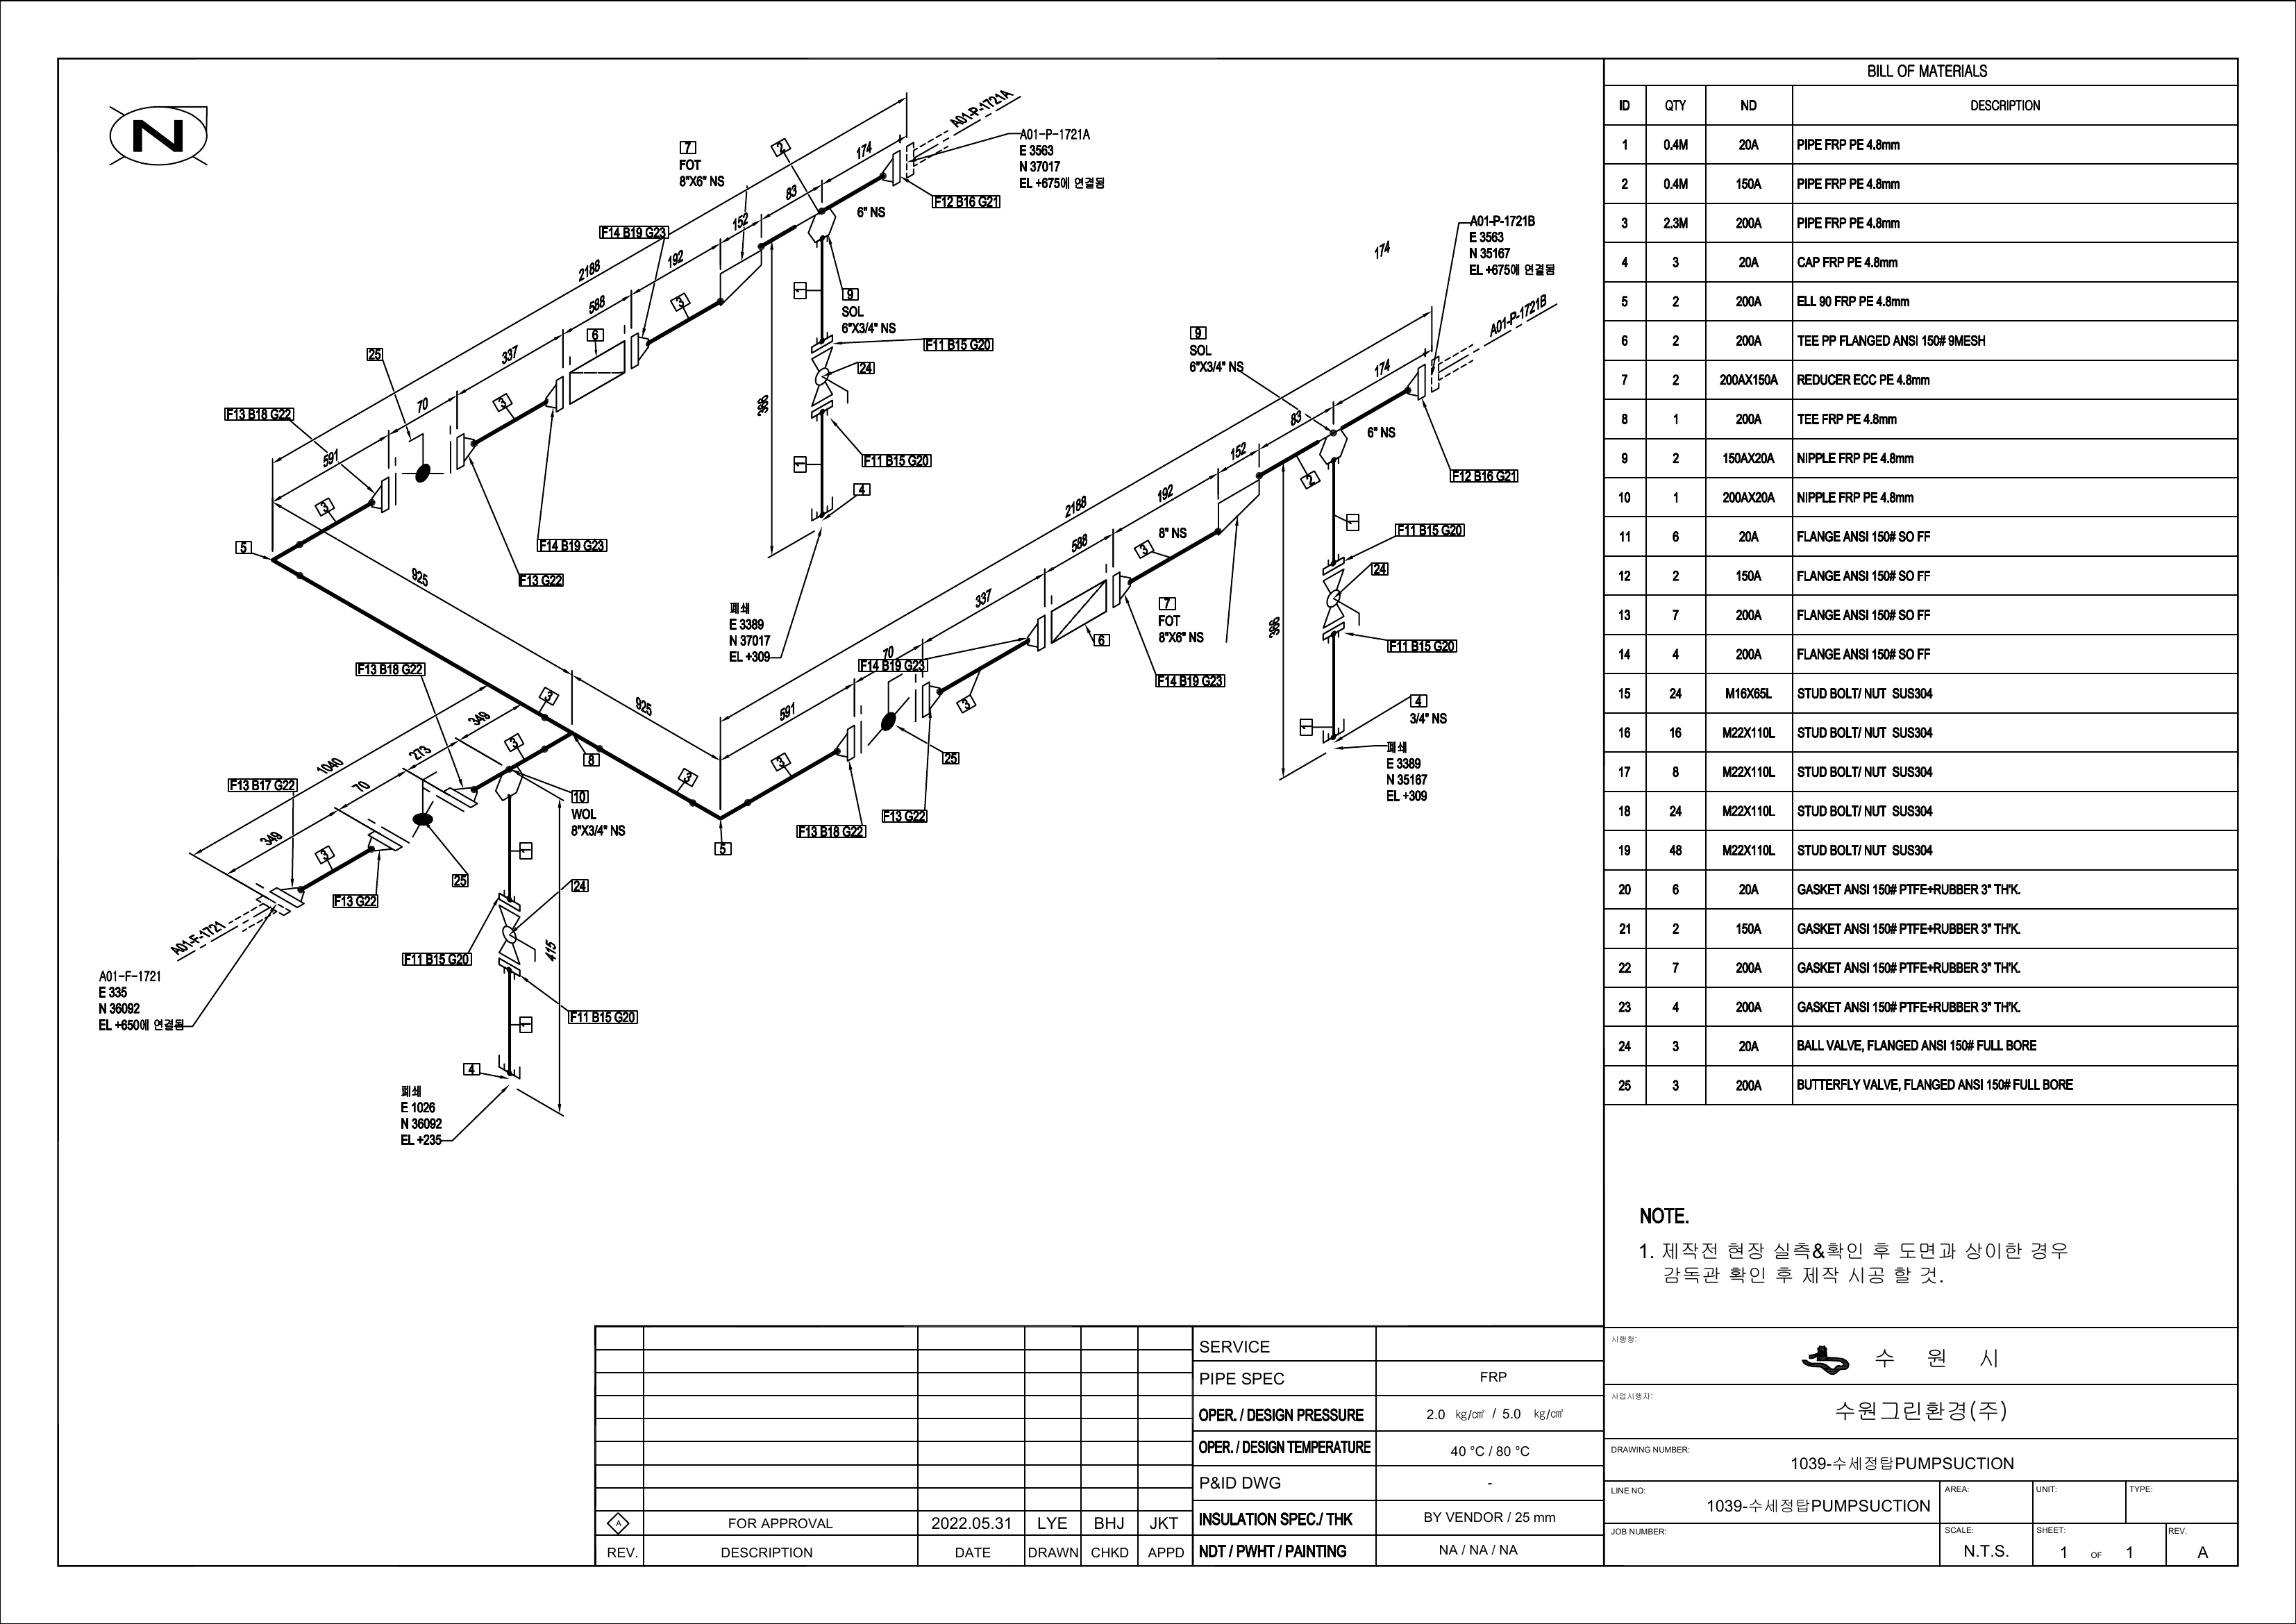 N
7
FOT
8"X6" NS
2
174
A01-P-1721A
A01-P-1721A
E 3563
N 37017
EL +675에 연결됨
83
F12 B16 G21
6" NS
152
F14 B19 G23
192
2188
588
3
6
9
SOL
6"X3/4" NS
1
F11 B15 G20
24
366
337
25
70
3
F13 B18 G22
591
3
F11 B15 G20
1
4
F14 B19 G23
F13 G22
5
925
폐쇄
E 3389
N 37017
EL +309
174
A01-P-1721B
E 3563
N 35167
EL +675에 연결됨
A01-P-1721B
9
SOL
6"X3/4" NS
174
83
6" NS
152
2
F12 B16 G21
192
2188
8" NS
3
588
1
F11 B15 G20
24
366
337
7
FOT
8"X6" NS
6
F11 B15 G20
F14 B19 G23
70
F14 B19 G23
3
4
3/4" NS
1
폐쇄
E 3389
N 35167
EL +309
F13 B18 G22
3
925
591
349
3
273
8
3
3
25
1040
70
F13 B17 G22
10
WOL
8"X3/4" NS
F13 G22
F13 B18 G22
349
3
5
1
25
24
F13 G22
A01-F-1721
F11 B15 G20
415
A01-F-1721
E 335
N 36092
EL +650에 연결됨
F11 B15 G20
1
4
폐쇄
E 1026
N 36092
EL +235
BILL OF MATERIALS
ID QTY ND DESCRIPTION
1 0.4M 20A PIPE FRP PE 4.8mm
2 0.4M 150A PIPE FRP PE 4.8mm
3 2.3M 200A PIPE FRP PE 4.8mm
4 3 20A CAP FRP PE 4.8mm
5 2 200A ELL 90 FRP PE 4.8mm
6 2 200A TEE PP FLANGED ANSI 150# 9MESH
7 2 200AX150A REDUCER ECC PE 4.8mm
8 1 200A TEE FRP PE 4.8mm
9 2 150AX20A NIPPLE FRP PE 4.8mm
10 1 200AX20A NIPPLE FRP PE 4.8mm
11 6 20A FLANGE ANSI 150# SO FF
12 2 150A FLANGE ANSI 150# SO FF
13 7 200A FLANGE ANSI 150# SO FF
14 4 200A FLANGE ANSI 150# SO FF
15 24 M16X65L STUD BOLT/ NUT SUS304
16 16 M22X110L STUD BOLT/ NUT SUS304
17 8 M22X110L STUD BOLT/ NUT SUS304
18 24 M22X110L STUD BOLT/ NUT SUS304
19 48 M22X110L STUD BOLT/ NUT SUS304
20 6 20A GASKET ANSI 150# PTFE+RUBBER 3" TH'K.
21 2 150A GASKET ANSI 150# PTFE+RUBBER 3" TH'K.
22 7 200A GASKET ANSI 150# PTFE+RUBBER 3" TH'K.
23 4 200A GASKET ANSI 150# PTFE+RUBBER 3" TH'K.
24 3 20A BALL VALVE, FLANGED ANSI 150# FULL BORE
25 3 200A BUTTERFLY VALVE, FLANGED ANSI 150# FULL BORE
NOTE.
1. 제작전 현장 실측&확인 후 도면과 상이한 경우
감독관 확인 후 제작 시공 할 것.
시행청:
수 원 시
사업시행자:
수원그린환경(주)
DRAWING NUMBER:
1039-수세정탑PUMPSUCTION
LINE NO:
1039-수세정탑PUMPSUCTION
AREA:
UNIT:
TYPE:
JOB NUMBER:
SCALE:
N.T.S.
SHEET:
1 OF 1
REV.
A
SERVICE
PIPE SPEC FRP
OPER. / DESIGN PRESSURE 2.0 kg/㎠ / 5.0 kg/㎠
OPER. / DESIGN TEMPERATURE 40 °C / 80 °C
P&ID DWG -
INSULATION SPEC./ THK BY VENDOR / 25 mm
NDT / PWHT / PAINTING NA / NA / NA
A FOR APPROVAL 2022.05.31 LYE BHJ JKT
REV. DESCRIPTION DATE DRAWN CHKD APPD